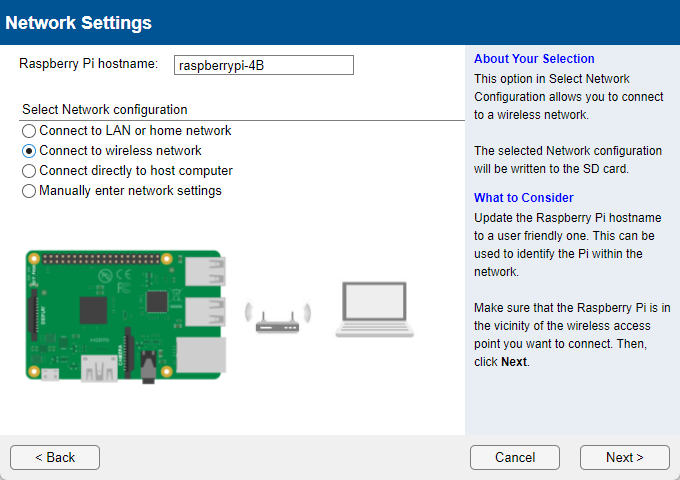 Network Settings
Raspberry Pi hostname:
raspberrypi-4B
Select Network configuration
Connect to LAN or home network
Connect to wireless network
Connect directly to host computer
Manually enter network settings
DISPLAY
HDMI
CAMERA
About Your Selection
This option in Select Network
Configuration allows you to connect
to a wireless network.
The selected Network configuration
will be written to the SD card.
What to Consider
Update the Raspberry Pi hostname
to a user friendly one. This can be
used to identify the Pi within the
network.
Make sure that the Raspberry Pi is in
the vicinity of the wireless access
point you want to connect. Then,
click Next.
< Back
Cancel
Next >